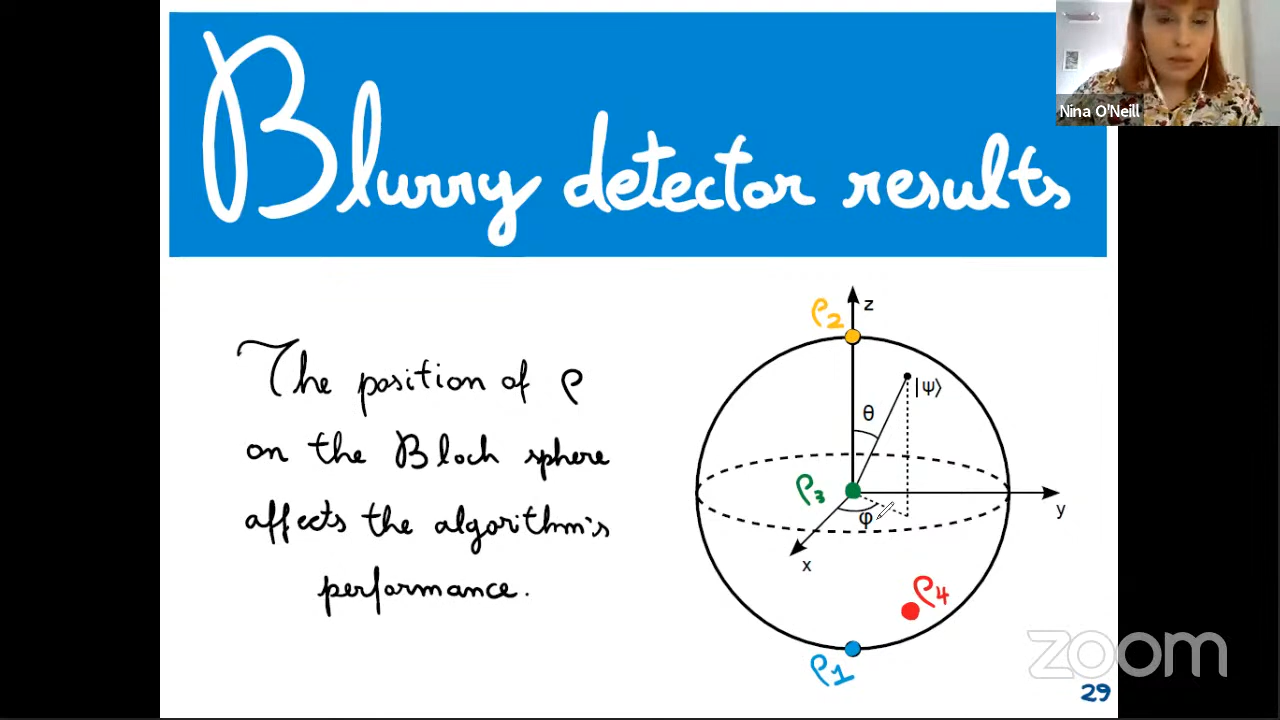 Blurry detector results
Nina O'Neill
The position of ρ
on the Bloch sphere
affects the algorithm's
performance.
ρ2
z
|ψ⟩
θ
ρ3
φ
y
x
ρ4
ρ1
zoom
29